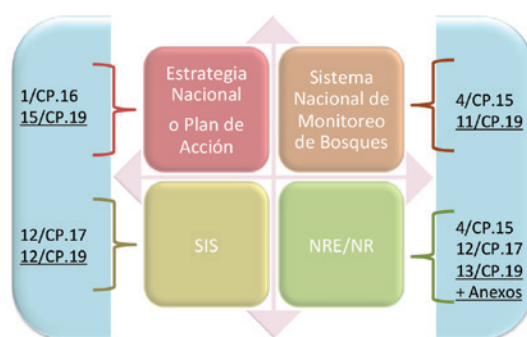 1/CP.16
15/CP.19
Estrategia
Nacional
o Plan de
Acción
Sistema
Nacional de
Monitoreo
de Bosques
4/CP.15
11/CP.19
12/CP.17
12/CP.19
SIS
NRE/NR
4/CP.15
12/CP.17
13/CP.19
+ Anexos